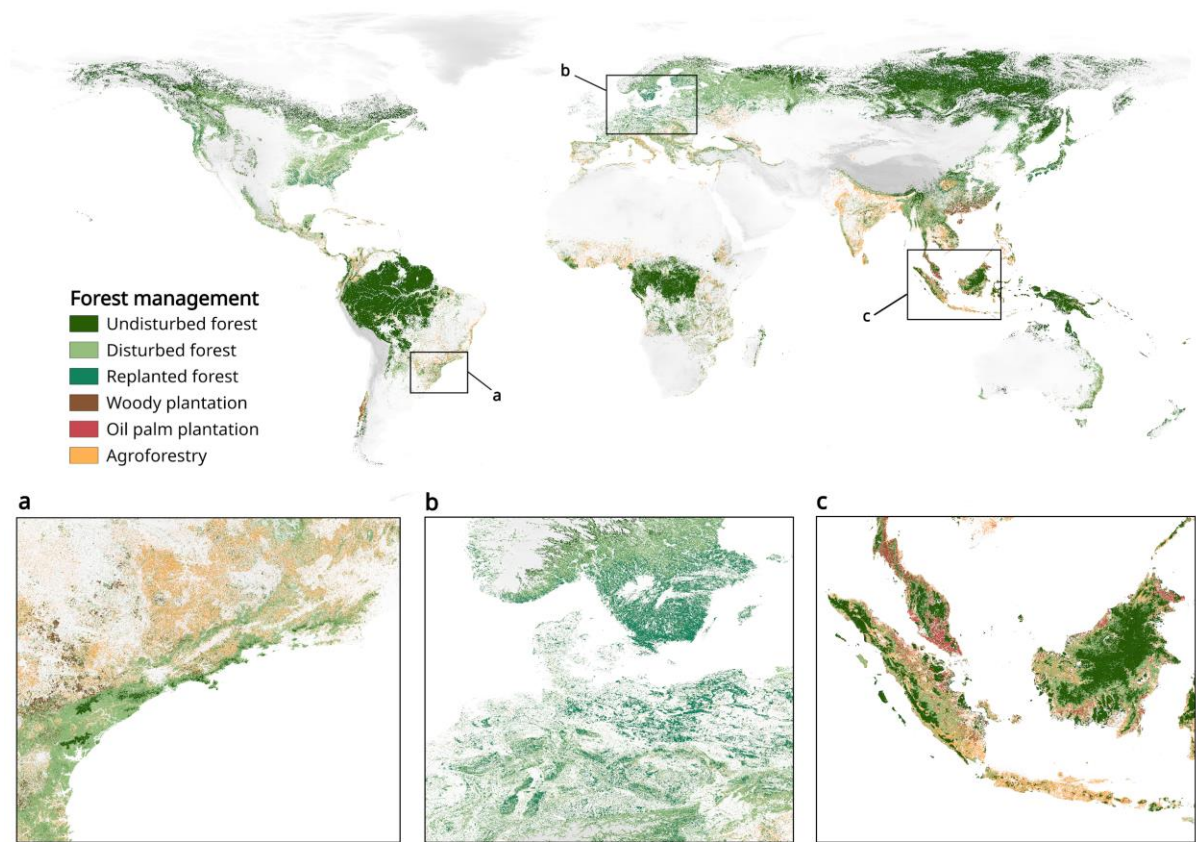 b
c
a
Forest management
Undisturbed forest
Disturbed forest
Replanted forest
Woody plantation
Oil palm plantation
Agroforestry
a
b
c